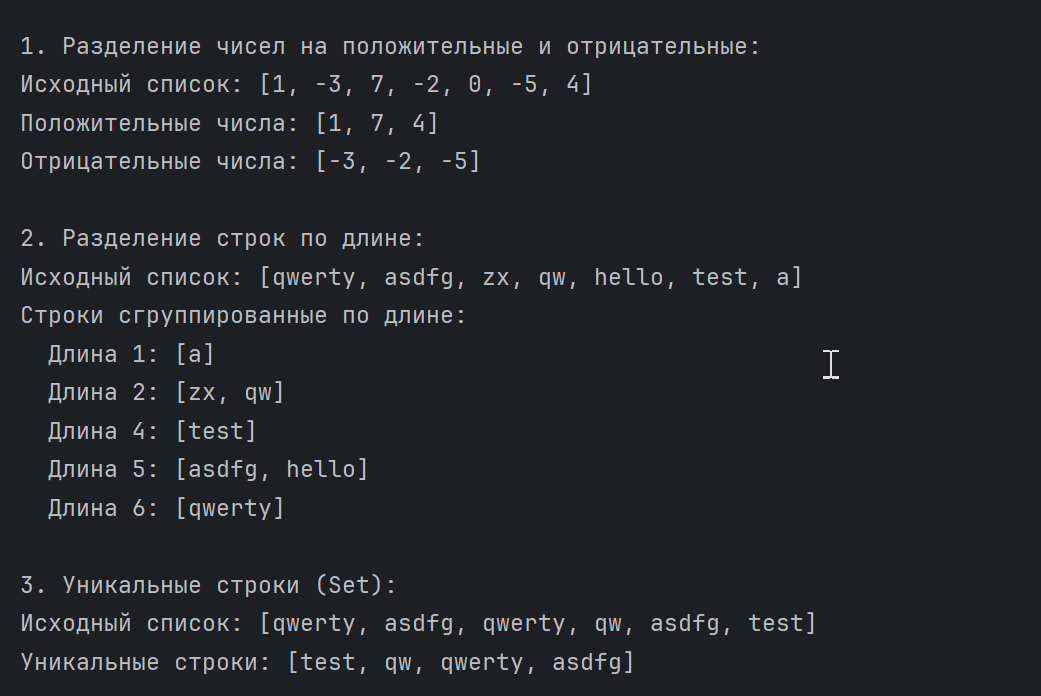 1. Разделение чисел на положительные и отрицательные:
Исходный список: [1, -3, 7, -2, 0, -5, 4]
Положительные числа: [1, 7, 4]
Отрицательные числа: [-3, -2, -5]
2. Разделение строк по длине:
Исходный список: [qwerty, asdfg, zx, qw, hello, test, a]
Строки сгруппированные по длине:
Длина 1: [a]
Длина 2: [zx, qw]
Длина 4: [test]
Длина 5: [asdfg, hello]
Длина 6: [qwerty]
3. Уникальные строки (Set):
Исходный список: [qwerty, asdfg, qwerty, qw, asdfg, test]
Уникальные строки: [test, qw, qwerty, asdfg]